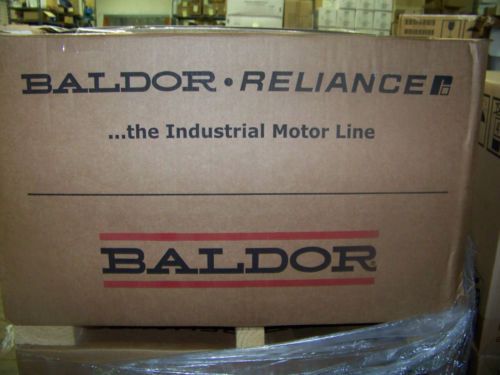 BALDOR • RELIANCE
...the Industrial Motor Line
BALDOR